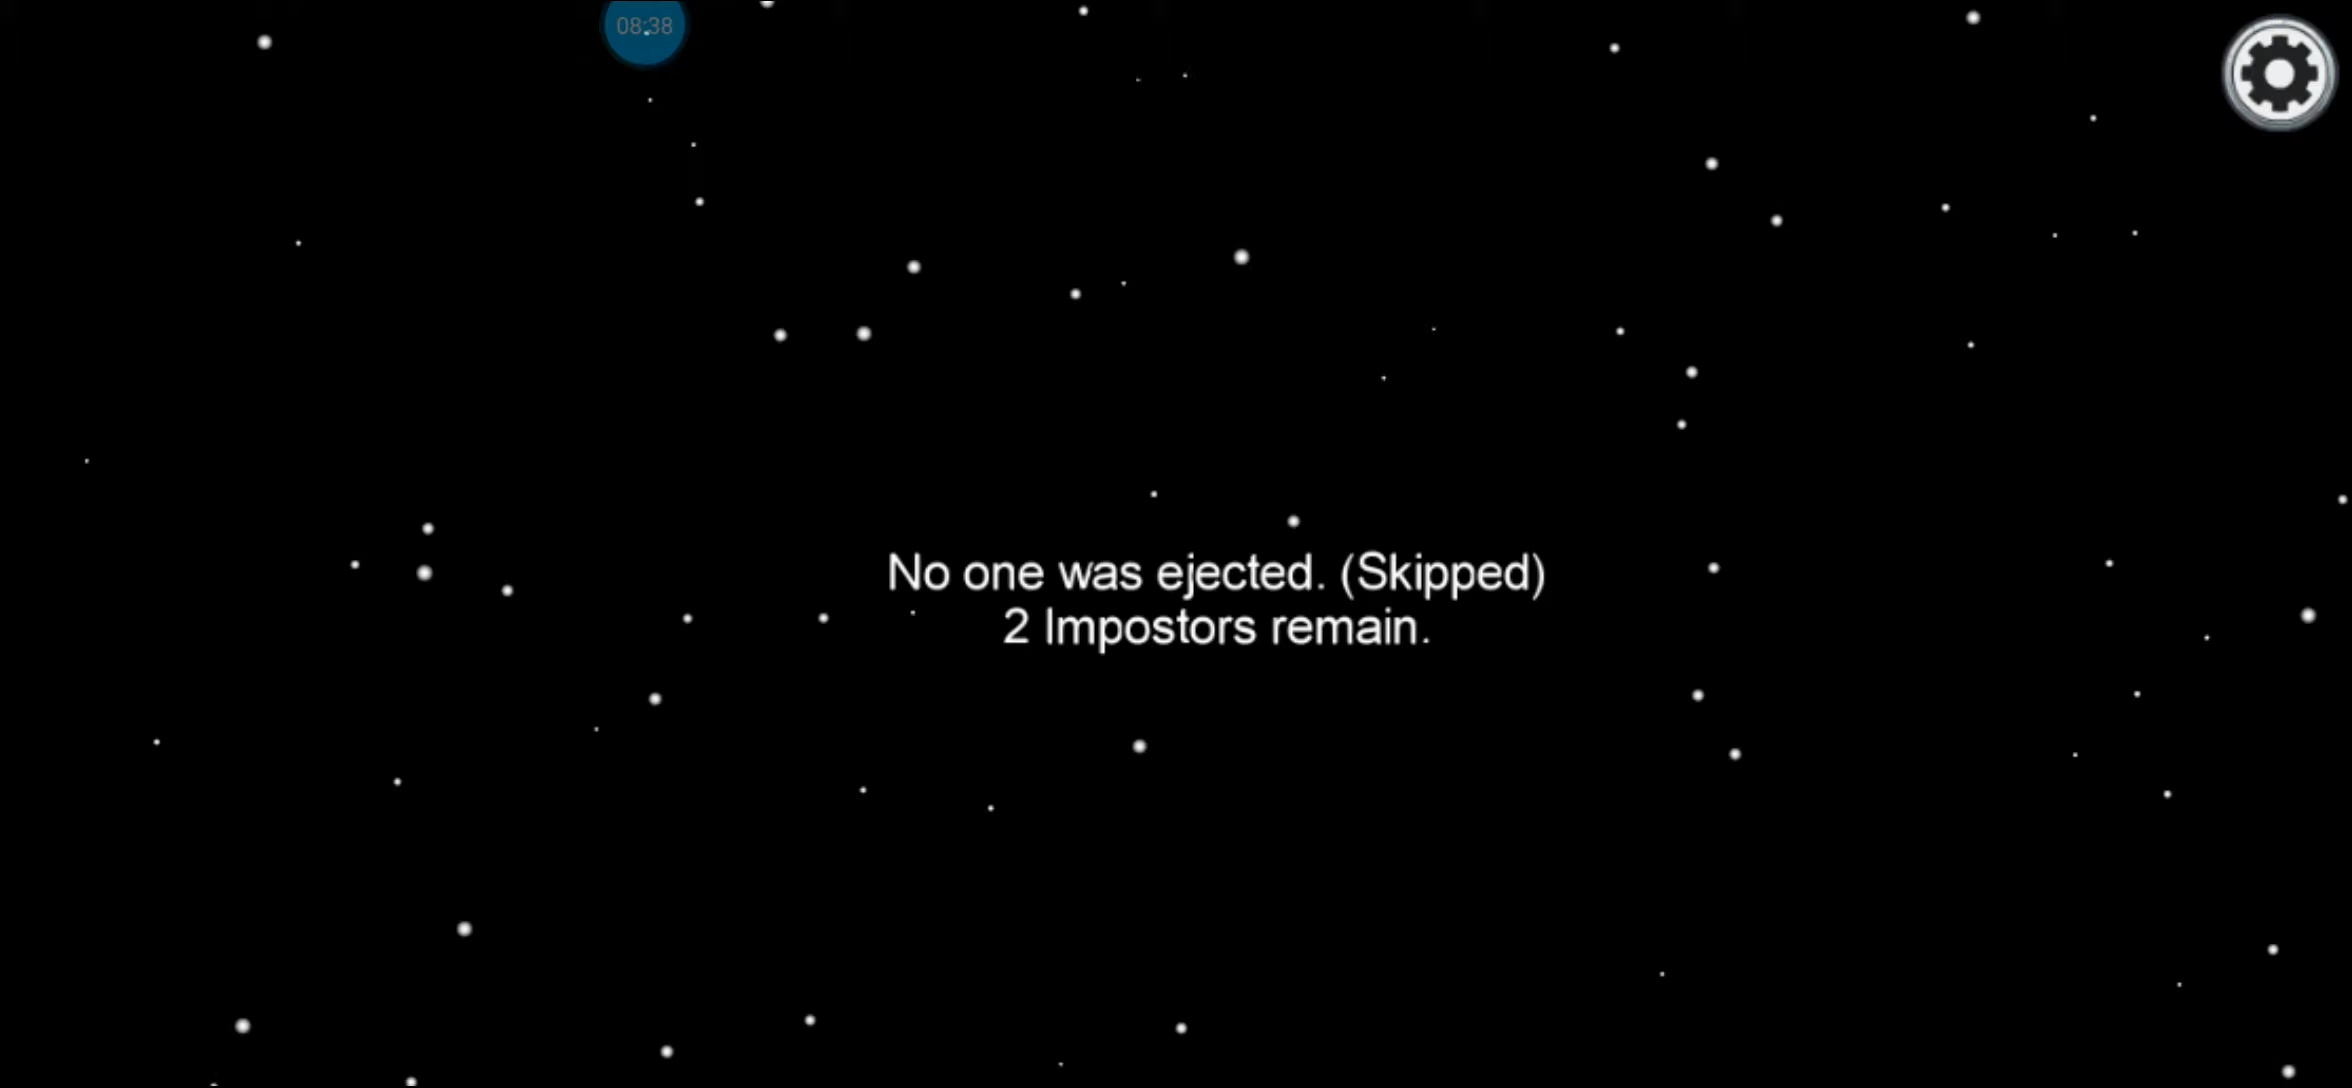 08:38
No one was ejected. (Skipped)
2 Impostors remain.